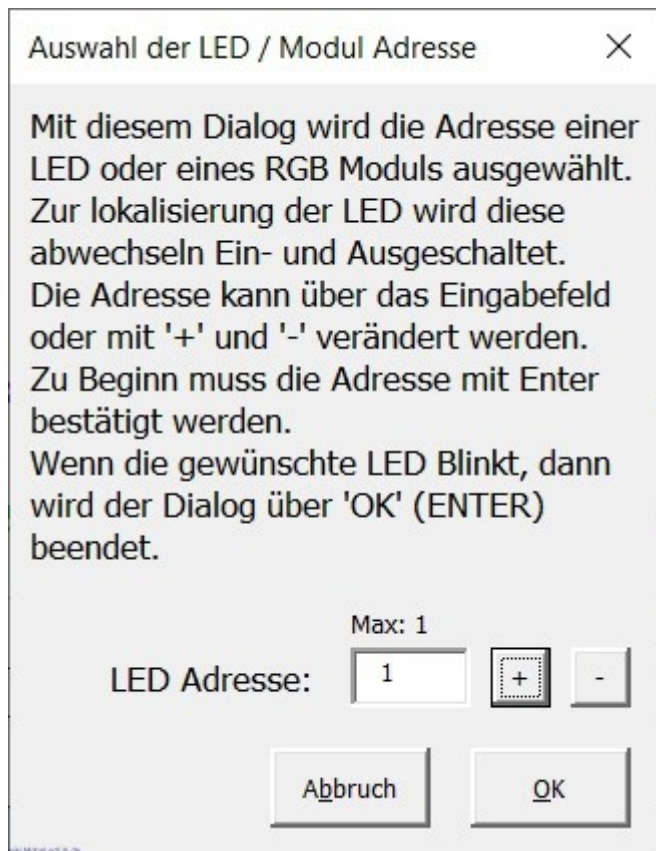 Auswahl der LED / Modul Adresse
Mit diesem Dialog wird die Adresse einer
LED oder eines RGB Moduls ausgewählt.
Zur lokalisierung der LED wird diese
abwechseln Ein- und Ausgeschaltet.
Die Adresse kann über das Eingabefeld
oder mit '+' und '-' verändert werden.
Zu Beginn muss die Adresse mit Enter
bestätigt werden.
Wenn die gewünschte LED Blinkt, dann
wird der Dialog über 'OK' (ENTER)
beendet.
Max: 1
LED Adresse: 1 + -
Abbruch OK